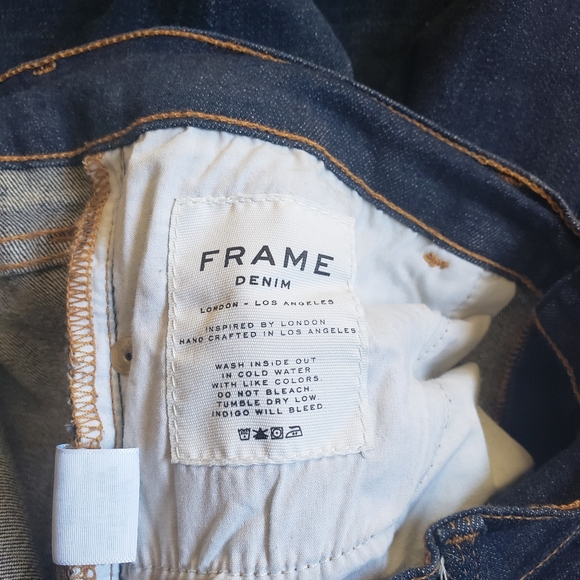 FRAME
DENIM
LONDON - LOS ANGELES
INSPIRED BY LONDON
HAND CRAFTED IN LOS ANGELES
WASH INSIDE OUT
IN COLD WATER
WITH LIKE COLORS.
DO NOT BLEACH.
TUMBLE DRY LOW.
INDIGO WILL BLEED